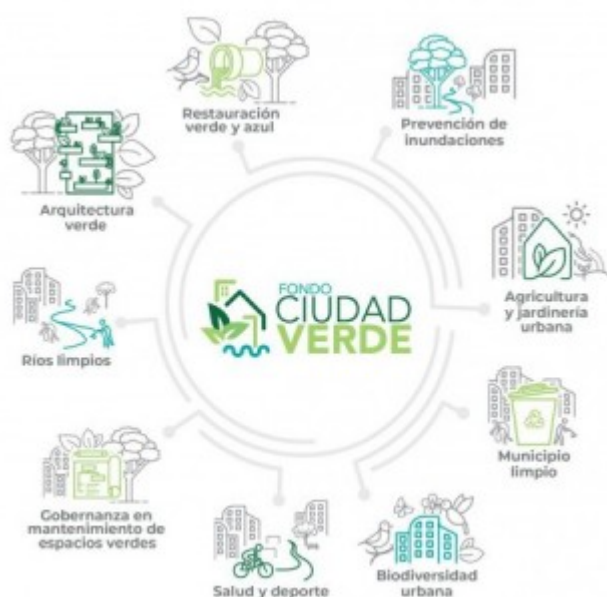 Restauración
verde y azul
Prevención de
inundaciones
Arquitectura
verde
Agricultura
y jardinería
urbana
FONDO
CIUDAD
VERDE
Ríos limpios
Municipio
limpio
Gobernanza en
mantenimiento de
espacios verdes
Salud y deporte
Biodiversidad
urbana